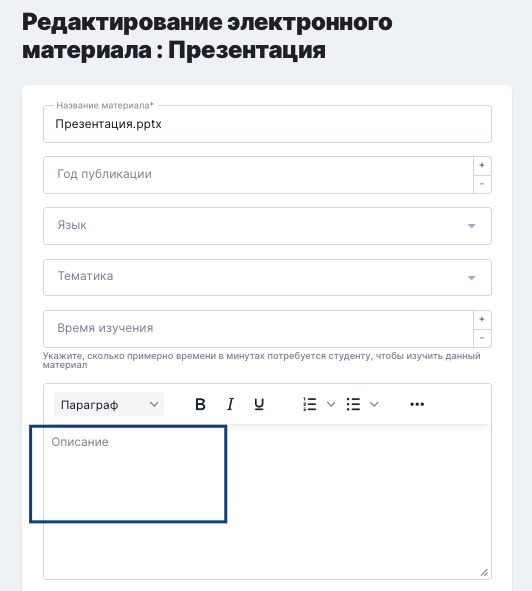 Редактирование электронного
материала : Презентация
Название материала*
Презентация.pptx
Год публикации
+
-
Язык
Тематика
Время изучения
+
-
Укажите, сколько примерно времени в минутах потребуется студенту, чтобы изучить данный
материал
Параграф B I U
Описание